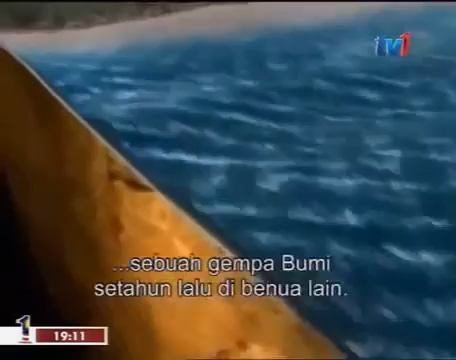 tv1
...sebuah gempa Bumi
setahun lalu di benua lain.
1
19:11